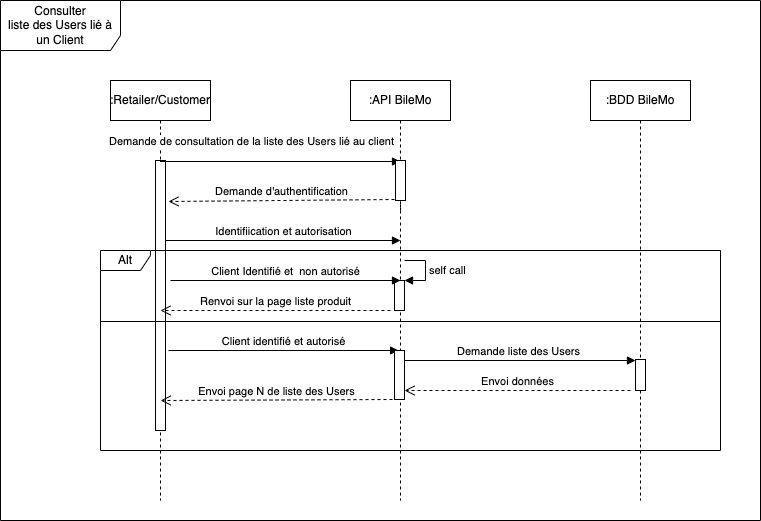 Consulter
liste des Users lié à
un Client
:Retailer/Customer
:API BileMo
:BDD BileMo
Demande de consultation de la liste des Users lié au client
Demande d'authentification
Identifiication et autorisation
Alt
Client Identifié et non autorisé
self call
Renvoi sur la page liste produit
Client identifié et autorisé
Demande liste des Users
Envoi données
Envoi page N de liste des Users